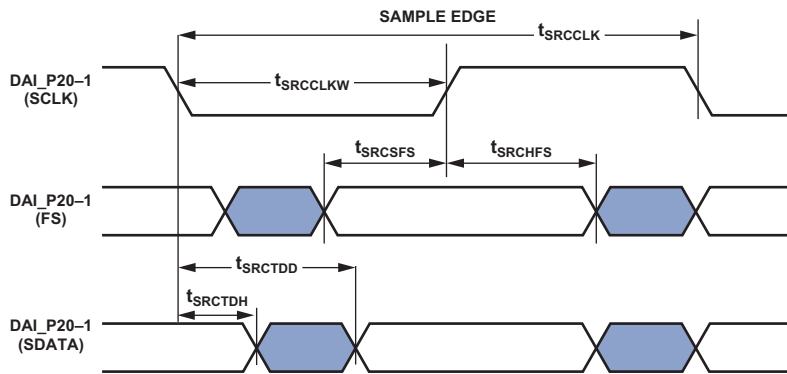 SAMPLE EDGE
tSRCCLK
DAI_P20–1
(SCLK)
tSRCCLKW
tSRCSFS
tSRCHFS
DAI_P20–1
(FS)
tSRCTDD
tSRCTDH
DAI_P20–1
(SDATA)